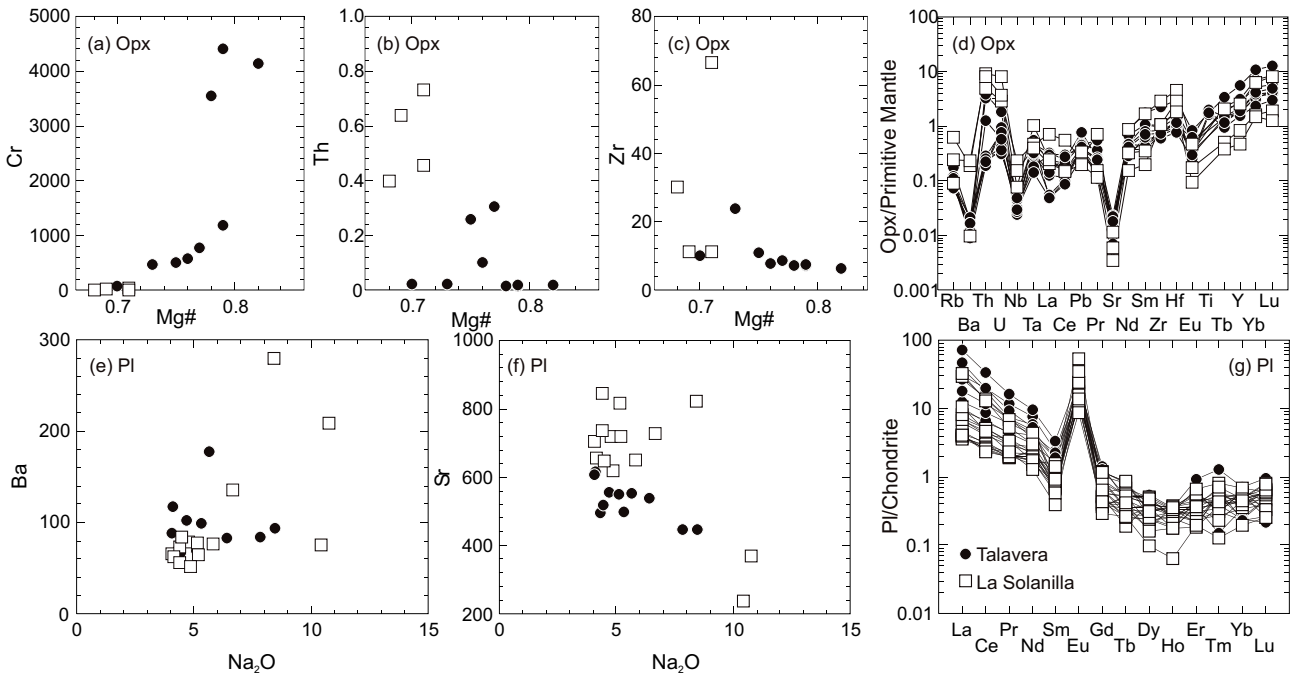 (a) Opx
Cr
5000
4000
3000
2000
1000
0
0.7
0.8
Mg#
(b) Opx
Th
1.0
0.8
0.6
0.4
0.2
0
0.7
0.8
Mg#
(c) Opx
Zr
80
60
40
20
0
0.7
0.8
Mg#
(d) Opx
Opx/Primitive Mantle
100
10
1
0.1
0.01
0.001
Rb Th Nb La Pb Sr Sm Hf Ti Y Lu
Ba U Ta Ce Pr Nd Zr Eu Tb Yb
(e) Pl
Ba
300
200
100
0
0 5 10 15
Na₂O
(f) Pl
Sr
1000
800
600
400
200
0 5 10 15
Na₂O
(g) Pl
Pl/Chondrite
100
10
1
0.1
0.01
Talavera
La Solanilla
La Pr Sm Gd Dy Er Yb
Ce Nd Eu Tb Ho Tm Lu